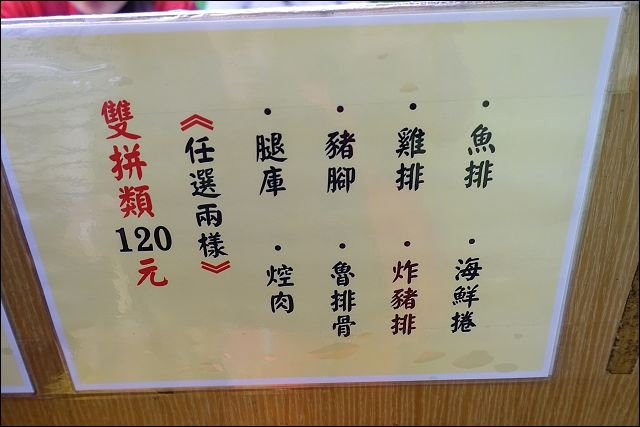 雙拼類
120元
《任選兩樣》
·腿庫
·焢肉
·豬腳
·魯排骨
·雞排
·炸豬排
·魚排
·海鮮捲